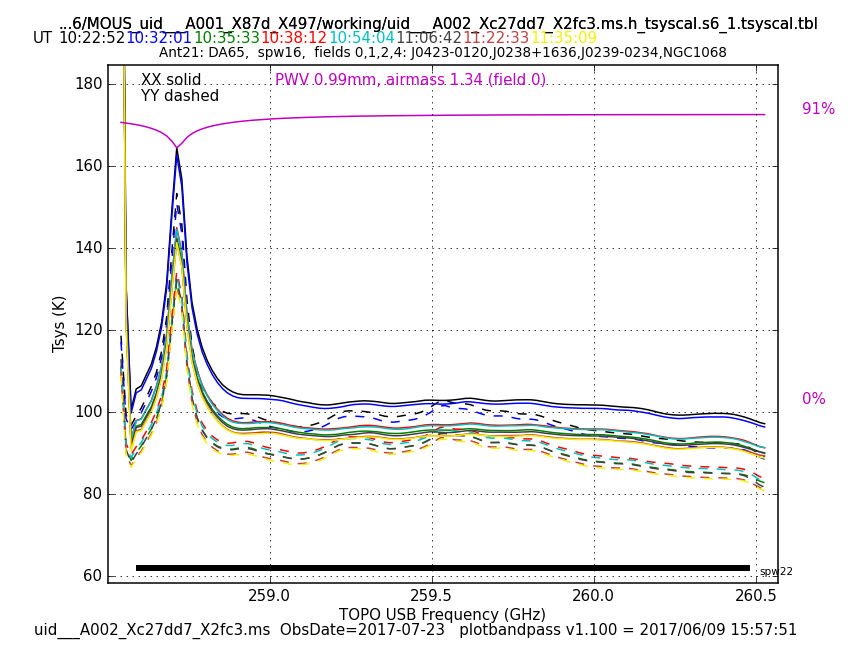 ...6/MOUS_uid___A001_X87d_X497/working/uid___A002_Xc27dd7_X2fc3.ms.h_tsyscal.s6_1.tsyscal.tbl
UT 10:22:52 10:32:01 10:35:33 10:38:12 10:54:04 11:06:42 11:22:33 11:35:09
Ant21: DA65, spw16, fields 0,1,2,4: J0423-0120,J0238+1636,J0239-0234,NGC1068
XX solid
YY dashed
PWV 0.99mm, airmass 1.34 (field 0)
91%
0%
180
160
140
120
100
80
60
Tsys (K)
spw22
259.0 259.5 260.0 260.5
TOPO USB Frequency (GHz)
uid___A002_Xc27dd7_X2fc3.ms ObsDate=2017-07-23 plotbandpass v1.100 = 2017/06/09 15:57:51